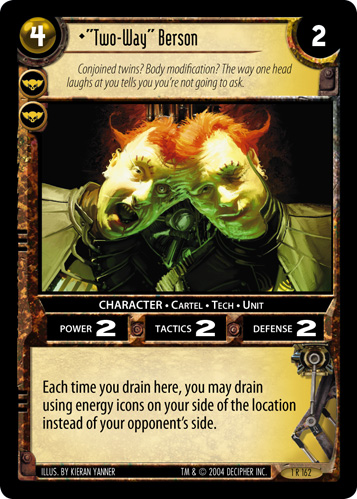 4 •"Two-Way" Berson 2
Conjoined twins? Body modification? The way one head
laughs at you tells you you're not going to ask.
CHARACTER • CARTEL • TECH • UNIT
POWER 2 TACTICS 2 DEFENSE 2
Each time you drain here, you may drain
using energy icons on your side of the location
instead of your opponent's side.
ILLUS. BY KIERAN YANNER TM & © 2004 DECIPHER INC. 1 R 162